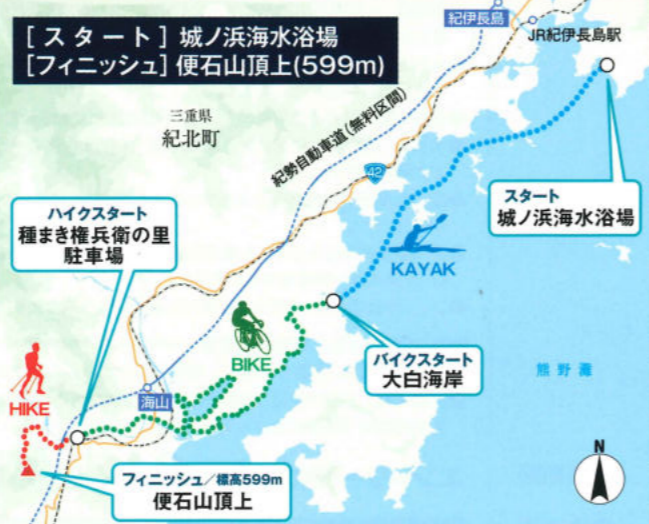 [スタート] 城ノ浜海水浴場
[フィニッシュ] 便石山頂上(599m)
紀伊長島
JR紀伊長島駅
三重県
紀北町
紀勢自動車道(無料区間)
42
スタート
城ノ浜海水浴場
ハイクスタート
種まき権兵衛の里
駐車場
KAYAK
BIKE
バイクスタート
大白海岸
熊野灘
HIKE
海山
フィニッシュ/標高599m
便石山頂上
N